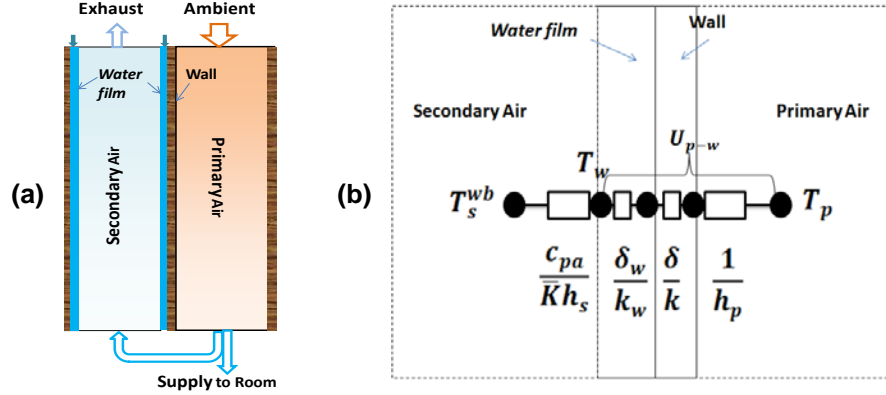 Exhaust
Ambient
Water film
Wall
Secondary Air
Primary Air
(a)
Supply to Room
Water film
Wall
Secondary Air
Primary Air
U_{p-w}
T_w
(b)
T_s^{wb}
T_p
c_{pa}/K̅h_s
δ_w/k_w
δ/k
1/h_p